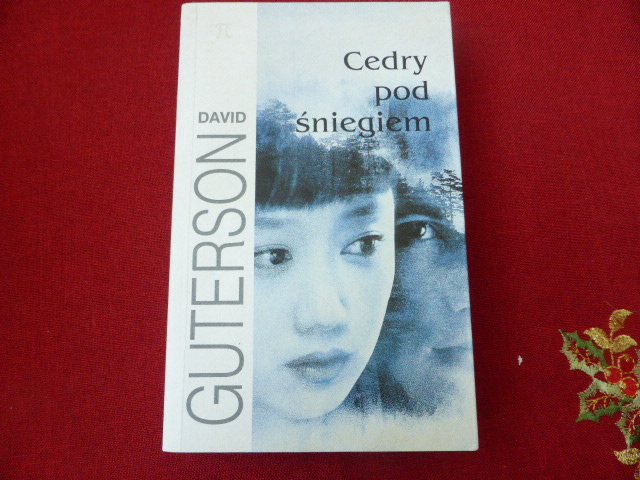 Cedry
pod
śniegiem
DAVID
GUTERSON